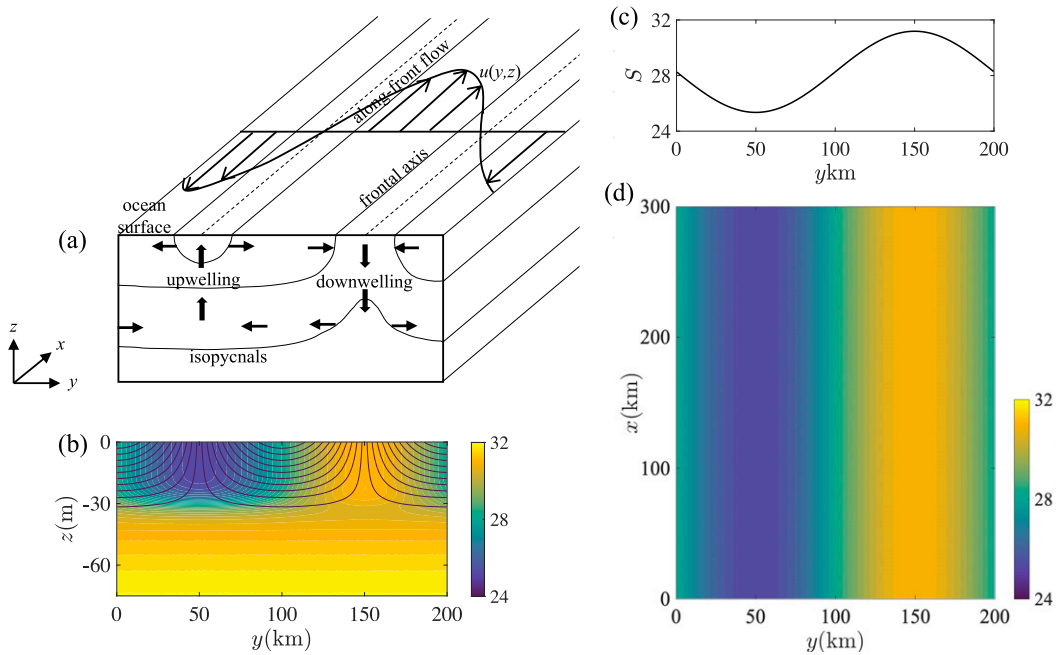 (a)
along-front flow
u(y,z)
frontal axis
ocean
surface
upwelling
downwelling
isopycnals
z
x
y
(b)
0
-30
-60
z(m)
0
50
100
150
200
y(km)
32
28
24
(c)
32
28
24
S
0
50
100
150
200
ykm
(d)
300
200
100
0
x(km)
0
50
100
150
200
y(km)
32
30
28
26
24